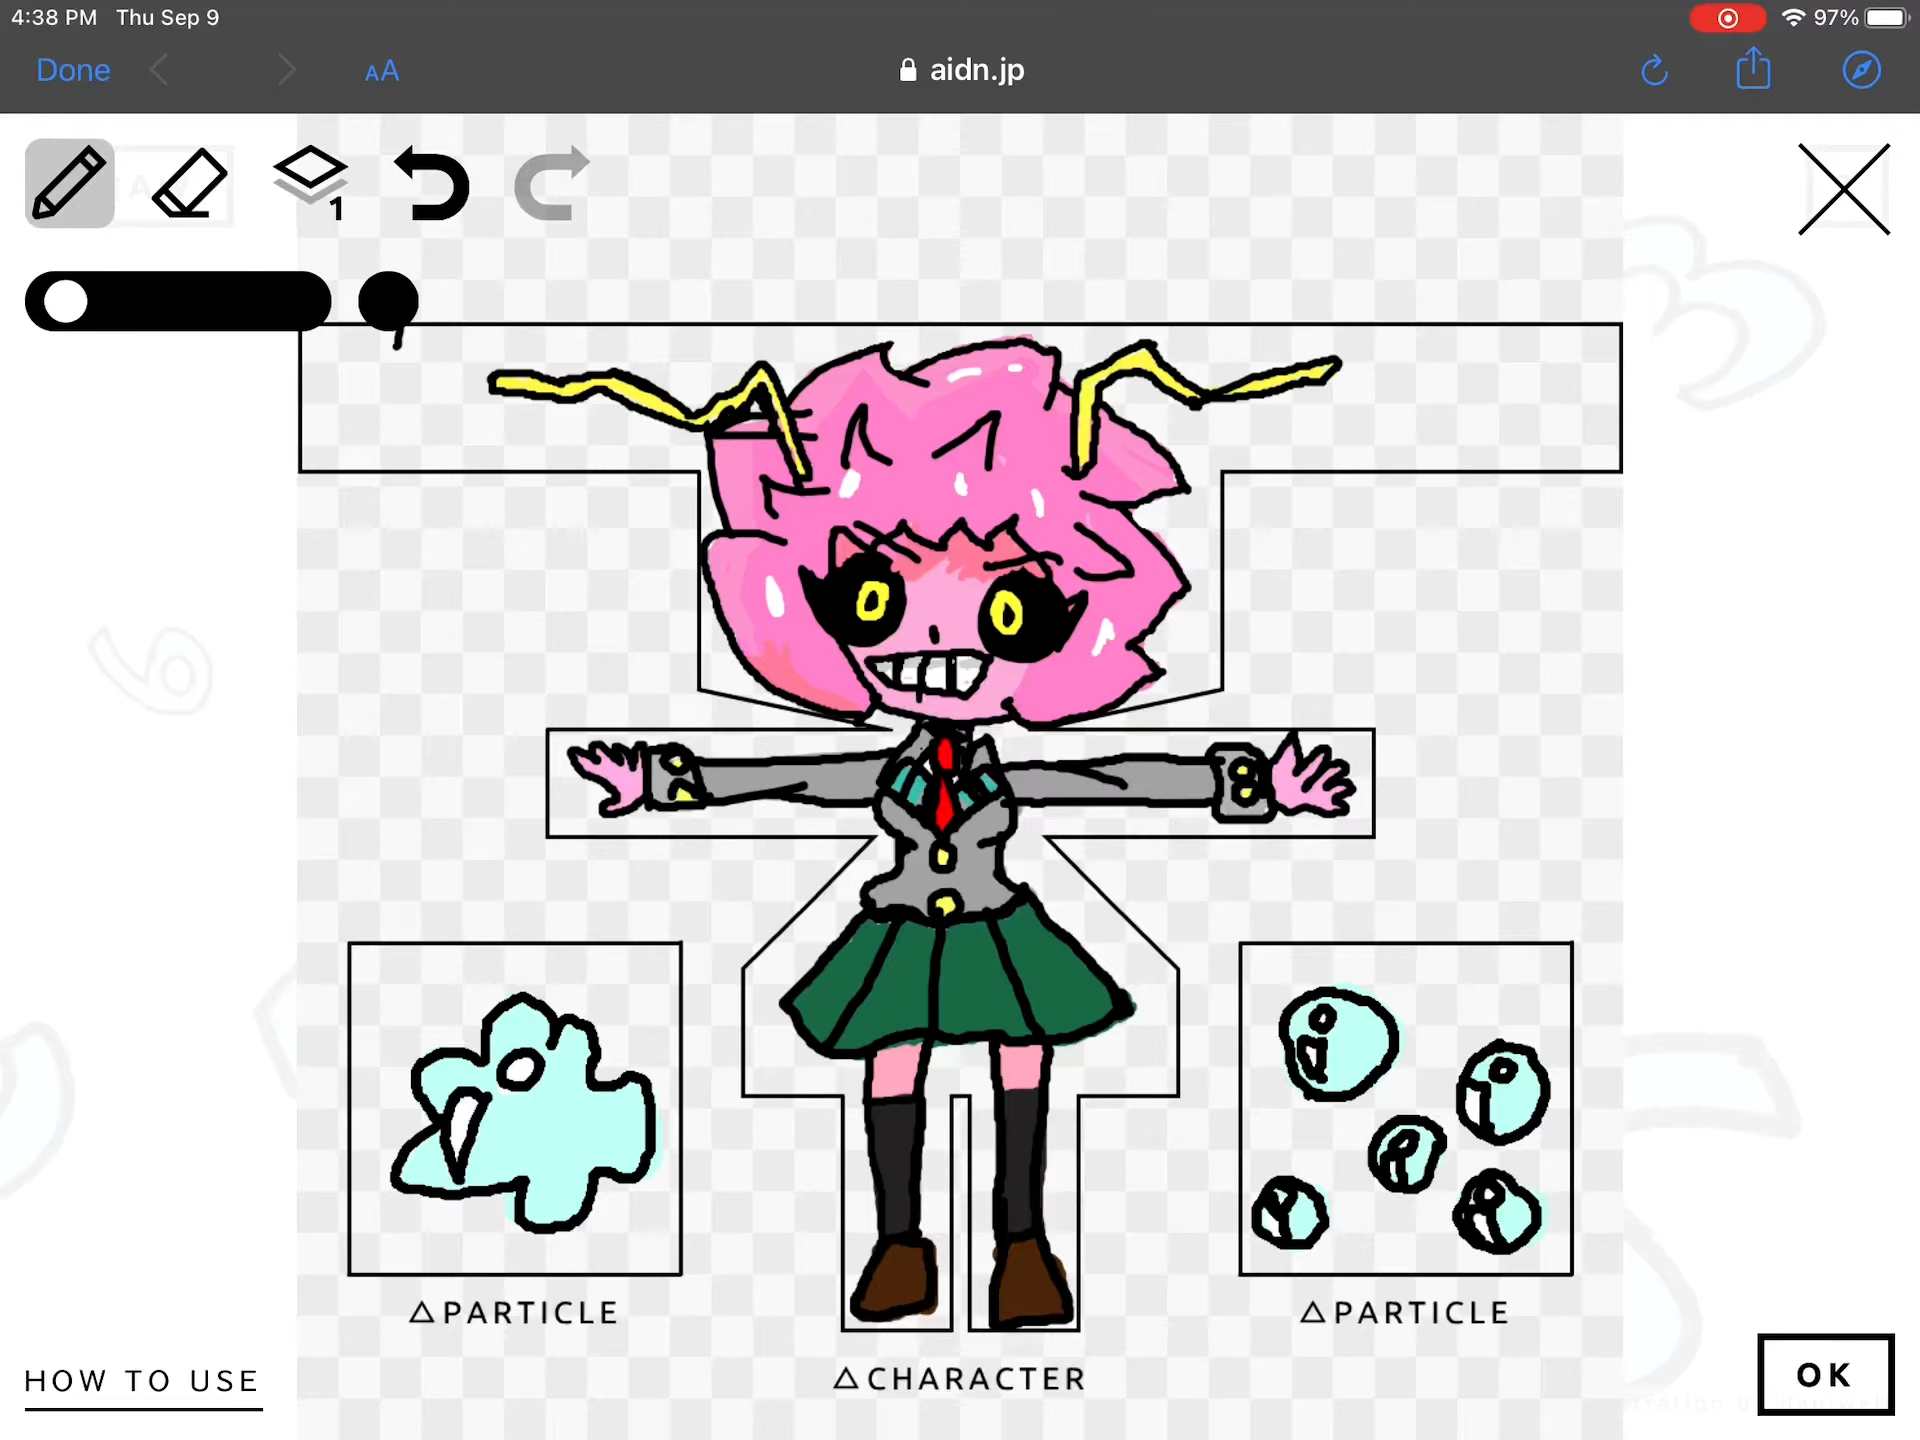 4:38 PM Thu Sep 9 97%
Done AA aidn.jp
1
△PARTICLE
△PARTICLE
△CHARACTER
HOW TO USE
OK